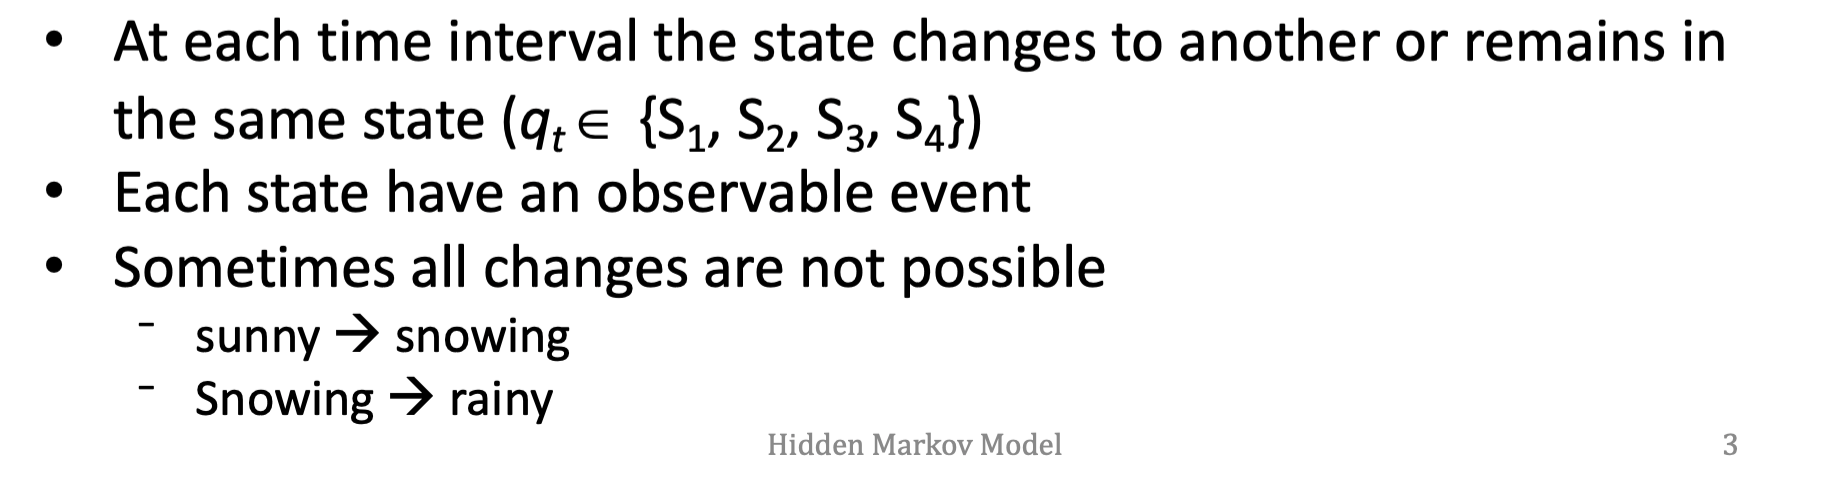 • At each time interval the state changes to another or remains in
the same state (qₜ ∈ {S₁, S₂, S₃, S₄})
• Each state have an observable event
• Sometimes all changes are not possible
- sunny → snowing
- Snowing → rainy
Hidden Markov Model 3